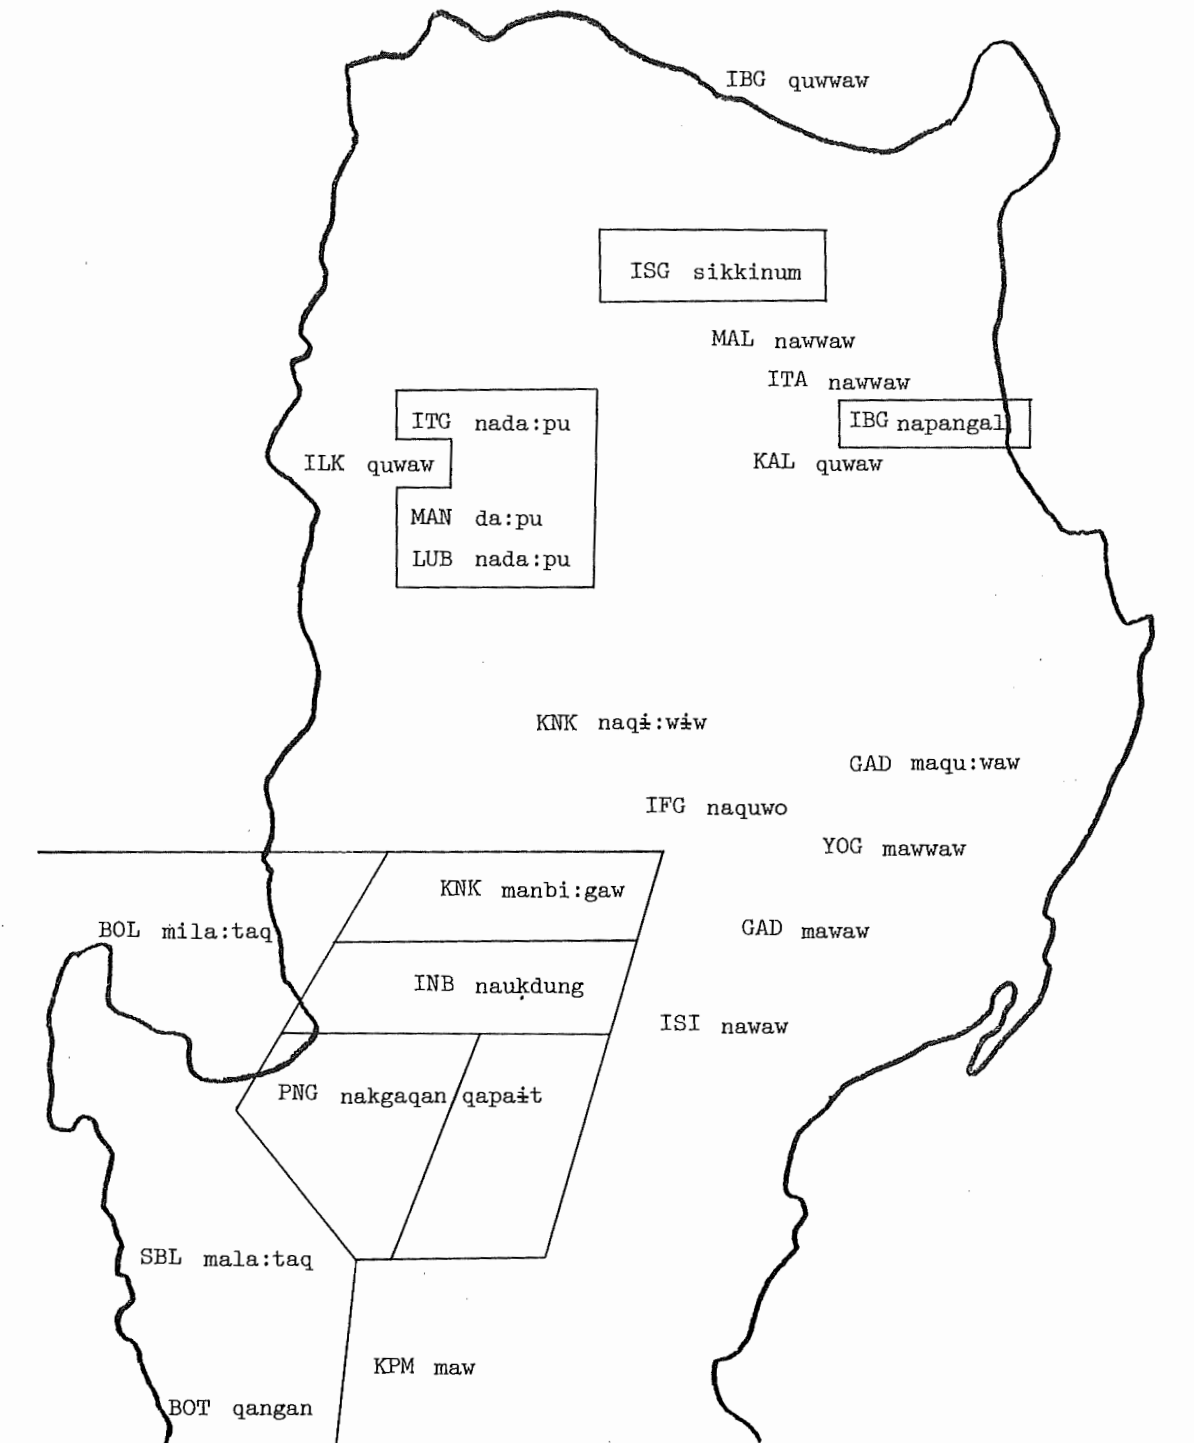 IBG quwwaw
ISG sikkinum
MAL nawwaw
ITA nawwaw
IBG napangal
ITG nada:pu
ILK quwaw
KAL quwaw
MAN da:pu
LUB nada:pu
KNK naqɨ:wɨw
GAD maqu:waw
IFG naquwo
YOG mawwaw
KNK manbi:gaw
BOL mila:taq
GAD mawaw
INB naukdung
ISI nawaw
PNG nakgaqan qapaɨt
SBL mala:taq
KPM maw
BOT qangan